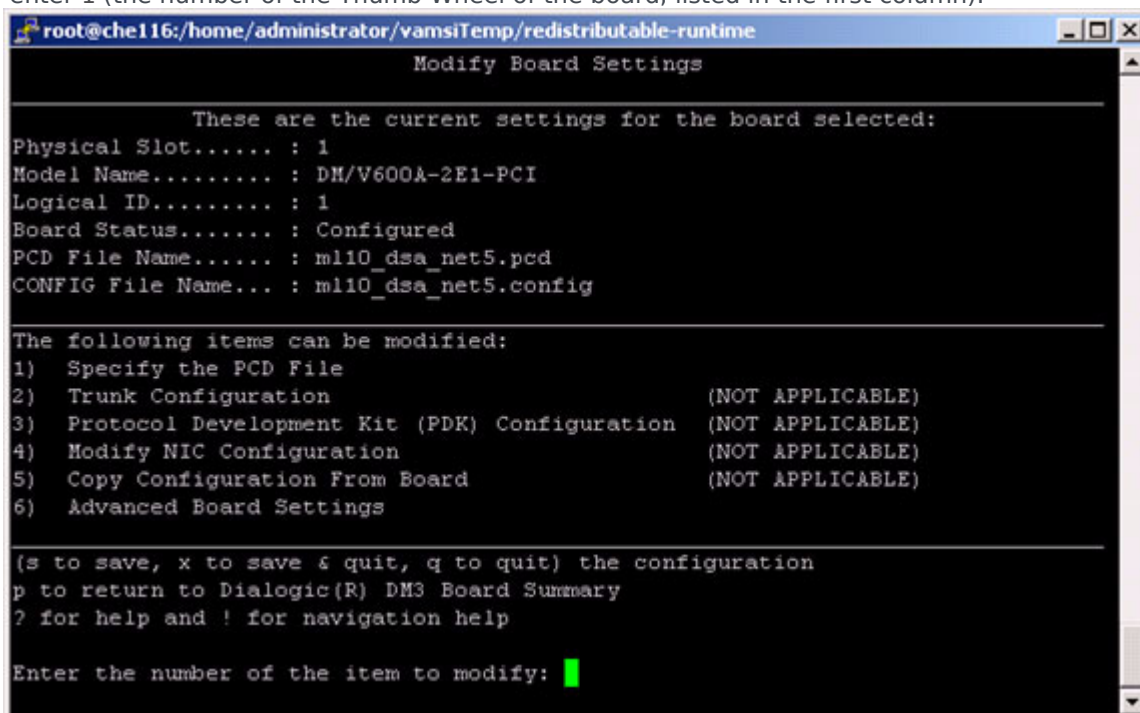 enter 1 (the number of the Thumb Wheel of the board, listed in the first column).
root@che116:/home/administrator/vamsiTemp/redistributable-runtime
Modify Board Settings
These are the current settings for the board selected:
Physical Slot...... : 1
Model Name......... : DM/V600A-2E1-PCI
Logical ID......... : 1
Board Status....... : Configured
PCD File Name...... : ml10_dsa_net5.pcd
CONFIG File Name... : ml10_dsa_net5.config
The following items can be modified:
1) Specify the PCD File
2) Trunk Configuration (NOT APPLICABLE)
3) Protocol Development Kit (PDK) Configuration (NOT APPLICABLE)
4) Modify NIC Configuration (NOT APPLICABLE)
5) Copy Configuration From Board (NOT APPLICABLE)
6) Advanced Board Settings
(s to save, x to save & quit, q to quit) the configuration
p to return to Dialogic(R) DM3 Board Summary
? for help and ! for navigation help
Enter the number of the item to modify: